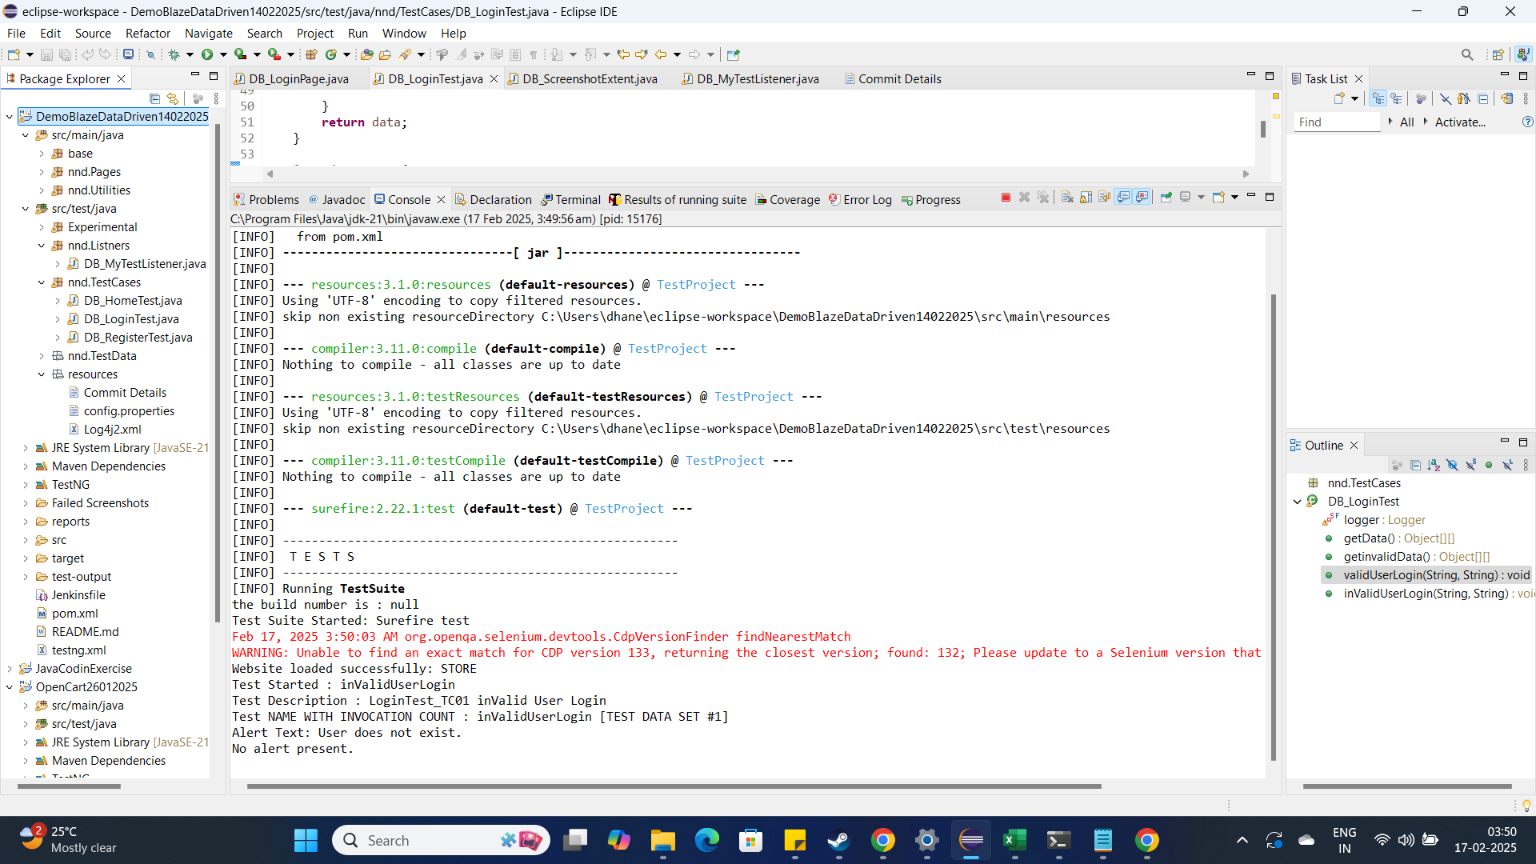 eclipse-workspace - DemoBlazeDataDriven14022025/src/test/java/nnd/TestCases/DB_LoginTest.java - Eclipse IDE
File Edit Source Refactor Navigate Search Project Run Window Help
Package Explorer
DemoBlazeDataDriven14022025
src/main/java
base
nnd.Pages
nnd.Utilities
src/test/java
Experimental
nnd.Listners
DB_MyTestListener.java
nnd.TestCases
DB_HomeTest.java
DB_LoginTest.java
DB_RegisterTest.java
nnd.TestData
resources
Commit Details
config.properties
Log4j2.xml
JRE System Library [JavaSE-21
Maven Dependencies
TestNG
Failed Screenshots
reports
src
target
test-output
Jenkinsfile
pom.xml
README.md
testng.xml
JavaCodinExercise
OpenCart26012025
src/main/java
src/test/java
JRE System Library [JavaSE-21
Maven Dependencies
TestNG
DB_LoginPage.java DB_LoginTest.java DB_ScreenshotExtent.java DB_MyTestListener.java Commit Details
49
50 }
51 return data;
52 }
53
Problems Javadoc Console Declaration Terminal Results of running suite Coverage Error Log Progress
C:\Program Files\Java\jdk-21\bin\javaw.exe (17 Feb 2025, 3:49:56 am) [pid: 15176]
[INFO] from pom.xml
[INFO] --------------------------------[ jar ]---------------------------------
[INFO]
[INFO] --- resources:3.1.0:resources (default-resources) @ TestProject ---
[INFO] Using 'UTF-8' encoding to copy filtered resources.
[INFO] skip non existing resourceDirectory C:\Users\dhane\eclipse-workspace\DemoBlazeDataDriven14022025\src\main\resources
[INFO]
[INFO] --- compiler:3.11.0:compile (default-compile) @ TestProject ---
[INFO] Nothing to compile - all classes are up to date
[INFO]
[INFO] --- resources:3.1.0:testResources (default-testResources) @ TestProject ---
[INFO] Using 'UTF-8' encoding to copy filtered resources.
[INFO] skip non existing resourceDirectory C:\Users\dhane\eclipse-workspace\DemoBlazeDataDriven14022025\src\test\resources
[INFO]
[INFO] --- compiler:3.11.0:testCompile (default-testCompile) @ TestProject ---
[INFO] Nothing to compile - all classes are up to date
[INFO]
[INFO] --- surefire:2.22.1:test (default-test) @ TestProject ---
[INFO]
[INFO] -------------------------------------------------------
[INFO] T E S T S
[INFO] -------------------------------------------------------
[INFO] Running TestSuite
the build number is : null
Test Suite Started: Surefire test
Feb 17, 2025 3:50:03 AM org.openqa.selenium.devtools.CdpVersionFinder findNearestMatch
WARNING: Unable to find an exact match for CDP version 133, returning the closest version; found: 132; Please update to a Selenium version that
Website loaded successfully: STORE
Test Started : inValidUserLogin
Test Description : LoginTest_TC01 inValid User Login
Test NAME WITH INVOCATION COUNT : inValidUserLogin [TEST DATA SET #1]
Alert Text: User does not exist.
No alert present.
Task List
Find All Activate...
Outline
nnd.TestCases
DB_LoginTest
logger : Logger
getData() : Object[][]
getinvalidData() : Object[][]
validUserLogin(String, String) : void
inValidUserLogin(String, String) : voi
2
25°C
Mostly clear
Search
ENG
IN
03:50
17-02-2025